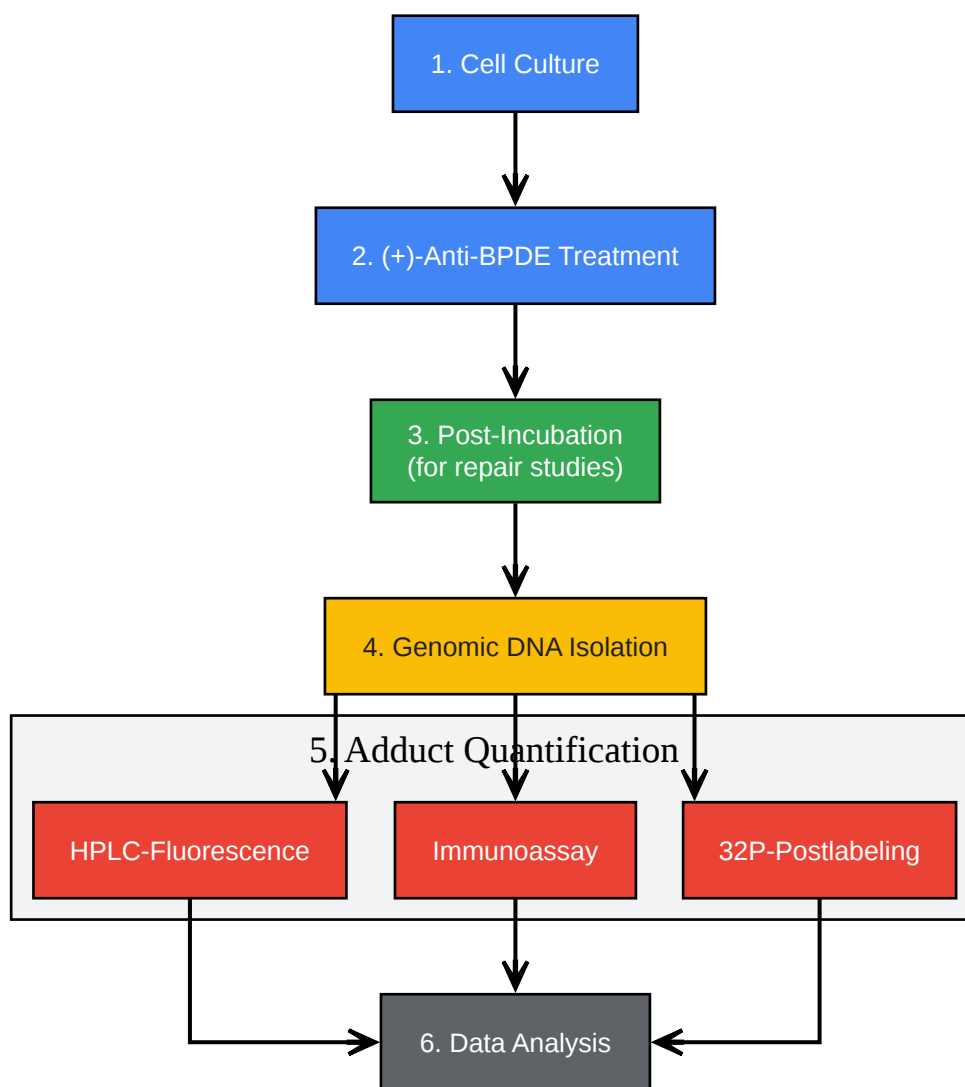 1. Cell Culture
2. (+)-Anti-BPDE Treatment
3. Post-Incubation
(for repair studies)
4. Genomic DNA Isolation
5. Adduct Quantification
HPLC-Fluorescence
Immunoassay
32P-Postlabeling
6. Data Analysis